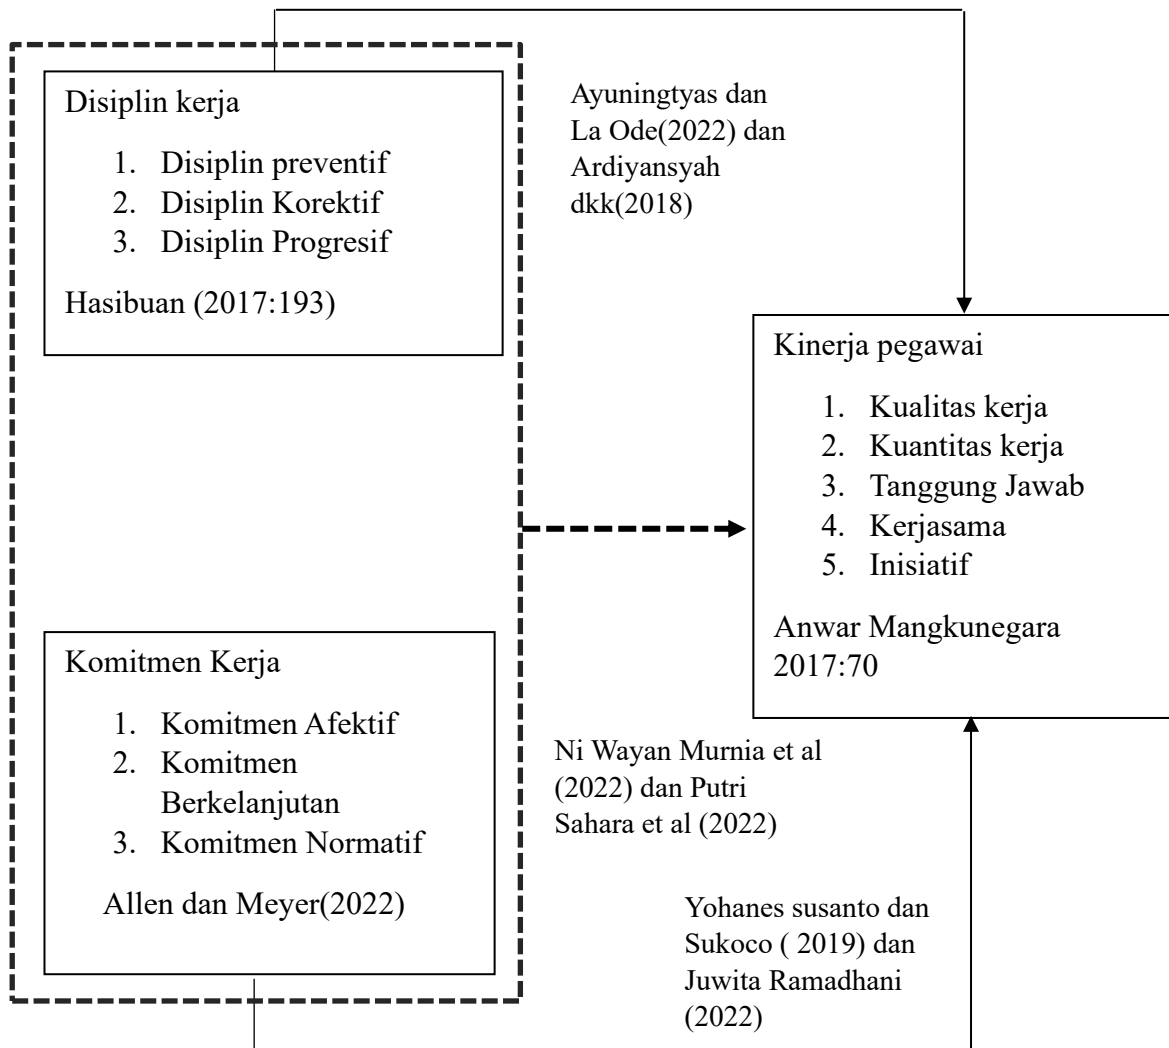 Disiplin kerja
1. Disiplin preventif
2. Disiplin Korektif
3. Disiplin Progresif
Hasibuan (2017:193)
Ayuningtyas dan
La Ode(2022) dan
Ardiyansyah
dkk(2018)
Kinerja pegawai
1. Kualitas kerja
2. Kuantitas kerja
3. Tanggung Jawab
4. Kerjasama
5. Inisiatif
Anwar Mangkunegara
2017:70
Komitmen Kerja
1. Komitmen Afektif
2. Komitmen
Berkelanjutan
3. Komitmen Normatif
Allen dan Meyer(2022)
Ni Wayan Murnia et al
(2022) dan Putri
Sahara et al (2022)
Yohanes susanto dan
Sukoco ( 2019) dan
Juwita Ramadhani
(2022)